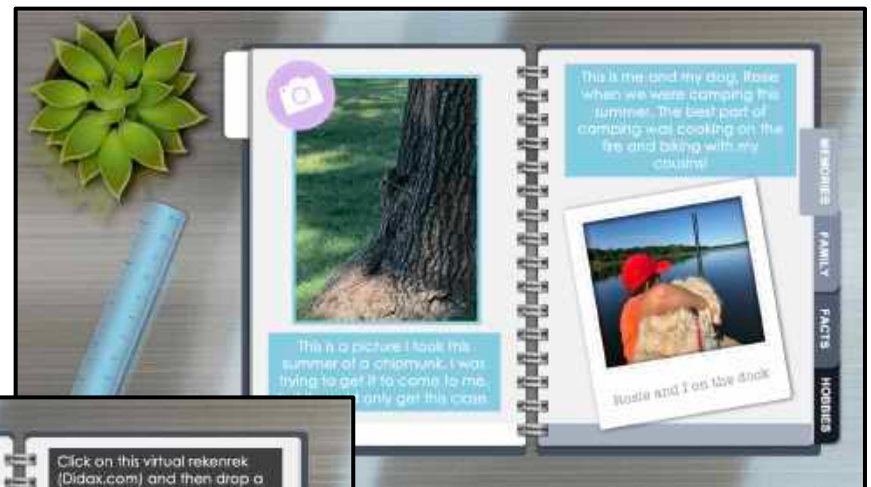 This is me and my dog, Rosie
when we were camping this
summer. The best part of
camping was cooking on the
fire and biking with my
cousins!
MEMORIES
FAMILY
FACTS
HOBBIES
This is a picture I took this
summer of a chipmunk. I was
trying to get it to come to me,
only get this close
Rosie and I on the dock
Click on this virtual rekenrek
(Didax.com) and then drop a